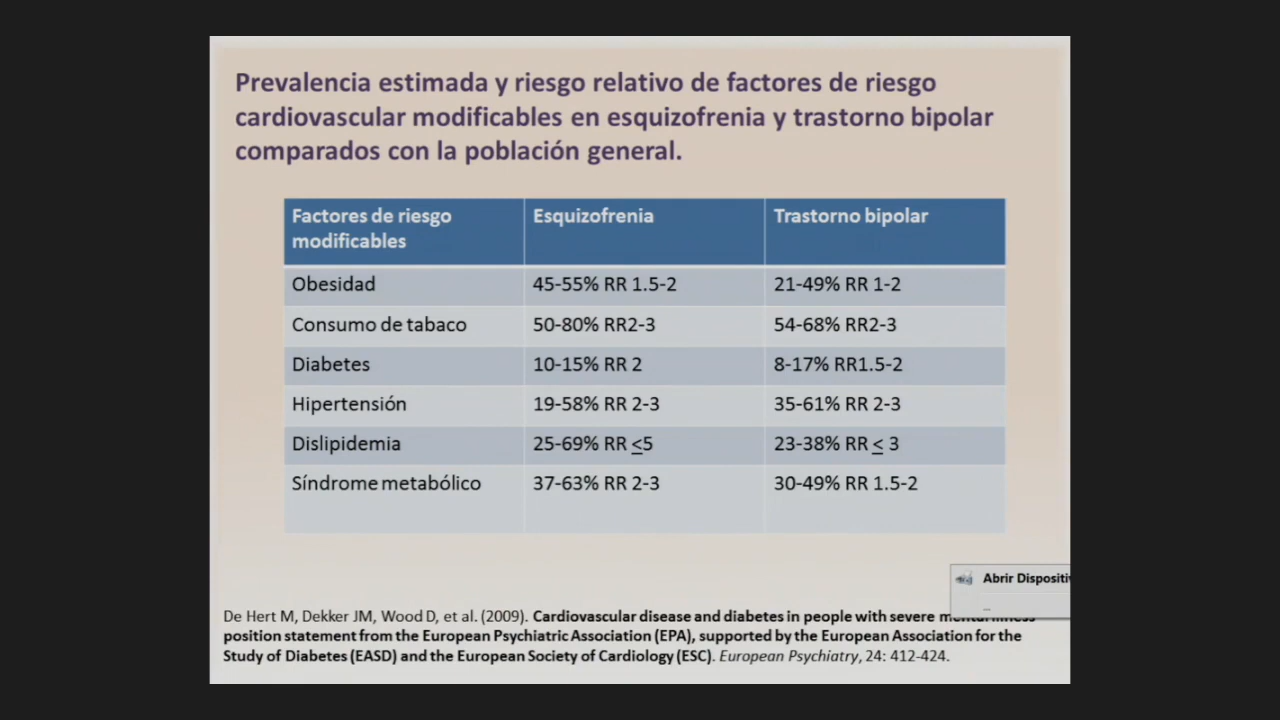 Prevalencia estimada y riesgo relativo de factores de riesgo
cardiovascular modificables en esquizofrenia y trastorno bipolar
comparados con la población general.
Factores de riesgo modificables Esquizofrenia Trastorno bipolar
Obesidad 45-55% RR 1.5-2 21-49% RR 1-2
Consumo de tabaco 50-80% RR2-3 54-68% RR2-3
Diabetes 10-15% RR 2 8-17% RR1.5-2
Hipertensión 19-58% RR 2-3 35-61% RR 2-3
Dislipidemia 25-69% RR <5 23-38% RR < 3
Síndrome metabólico 37-63% RR 2-3 30-49% RR 1.5-2
Abrir Dispositiv
De Hert M, Dekker JM, Wood D, et al. (2009). Cardiovascular disease and diabetes in people with severe mental illness
position statement from the European Psychiatric Association (EPA), supported by the European Association for the
Study of Diabetes (EASD) and the European Society of Cardiology (ESC). European Psychiatry, 24: 412-424.